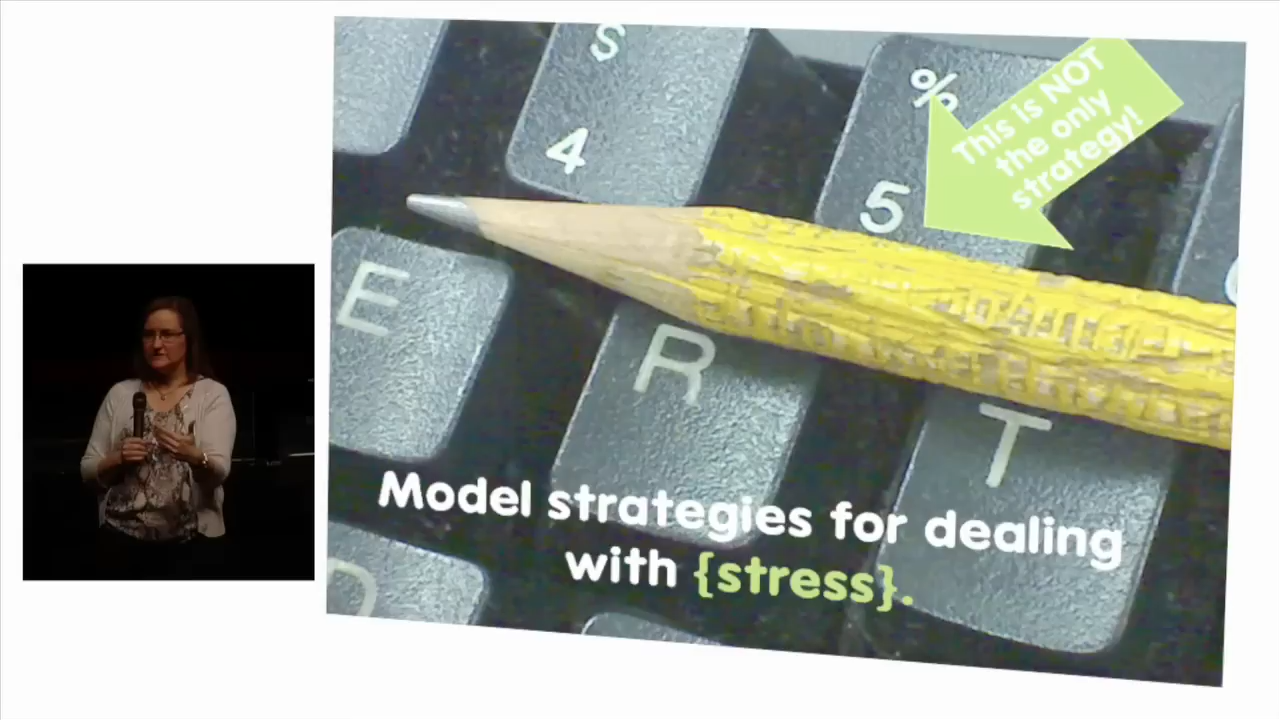 $
4
%
5
This is NOT
the only
strategy!
E
R
T
D
Model strategies for dealing
with {stress}.